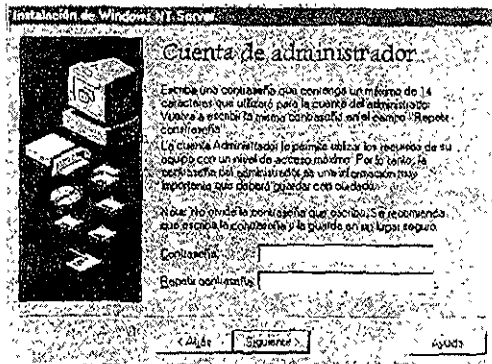 Instalación de Windows NT Server
Cuenta de administrador
Escriba una contraseña que contenga un máximo de 14
caracteres que utilizará para la cuenta del administrador.
Vuelva a escribir la misma contraseña en el campo "Repetir
contraseña".
La cuenta Administrador le permite utilizar los recursos de su
equipo con un nivel de acceso máximo. Por lo tanto, la
contraseña del administrador es una información muy
importante que deberá guardar con cuidado.
Nota: No olvide la contraseña que escriba. Se recomienda
que escriba la contraseña y la guarde en un lugar seguro.
Contraseña:
Repetir contraseña:
< Atrás
Siguiente >
Ayuda